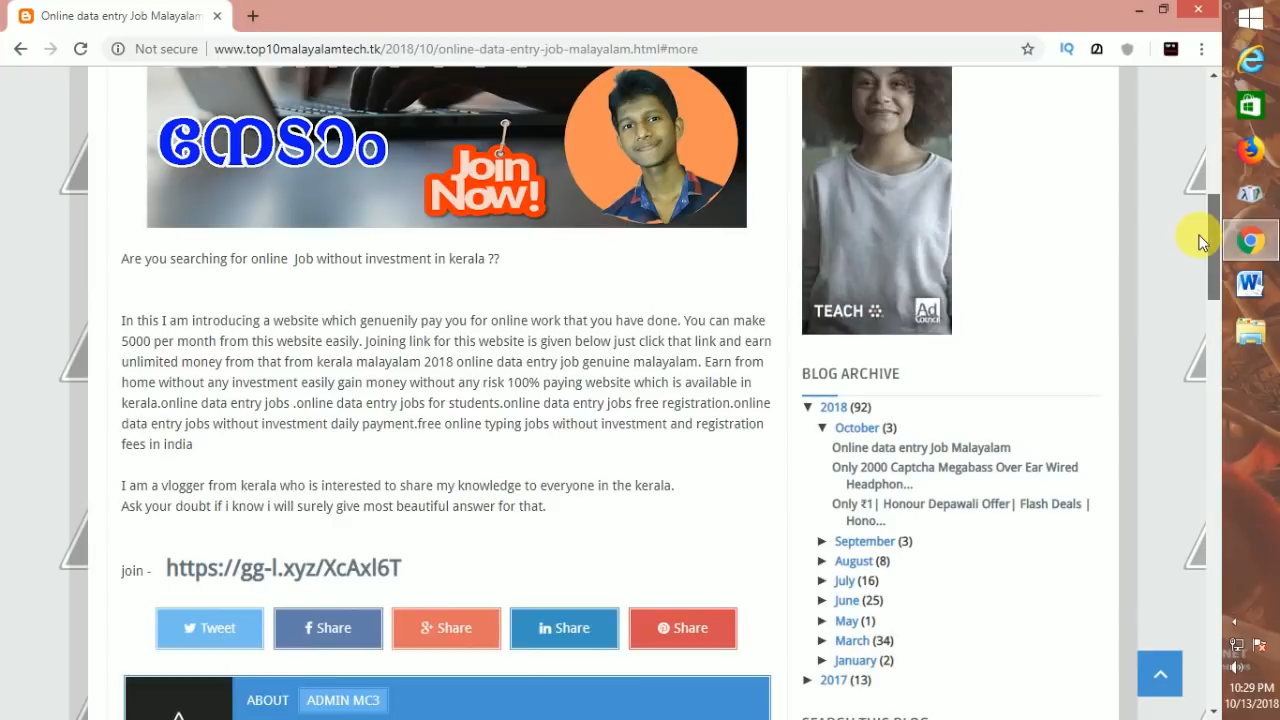 Online data entry Job Malayalam
Not secure
www.top10malayalamtech.tk/2018/10/online-data-entry-job-malayalam.html#more
നേടാം
Join
Now!
Are you searching for online Job without investment in kerala ??
In this I am introducing a website which genuenily pay you for online work that you have done. You can make
5000 per month from this website easily. Joining link for this website is given below just click that link and earn
unlimited money from that from kerala malayalam 2018 online data entry job genuine malayalam. Earn from
home without any investment easily gain money without any risk 100% paying website which is available in
kerala.online data entry jobs .online data entry jobs for students.online data entry jobs free registration.online
data entry jobs without investment daily payment.free online typing jobs without investment and registration
fees in india
I am a vlogger from kerala who is interested to share my knowledge to everyone in the kerala.
Ask your doubt if i know i will surely give most beautiful answer for that.
join - https://gg-l.xyz/XcAxl6T
Tweet
Share
Share
Share
Share
ABOUT ADMIN MC3
TEACH
Ad
COUNCIL
BLOG ARCHIVE
▼ 2018 (92)
▼ October (3)
Online data entry Job Malayalam
Only 2000 Captcha Megabass Over Ear Wired
Headphon...
Only ₹1| Honour Depawali Offer| Flash Deals |
Hono...
► September (3)
► August (8)
► July (16)
► June (25)
► May (1)
► March (34)
► January (2)
► 2017 (13)
SEARCH THIS BLOG
10:29 PM
10/13/2018